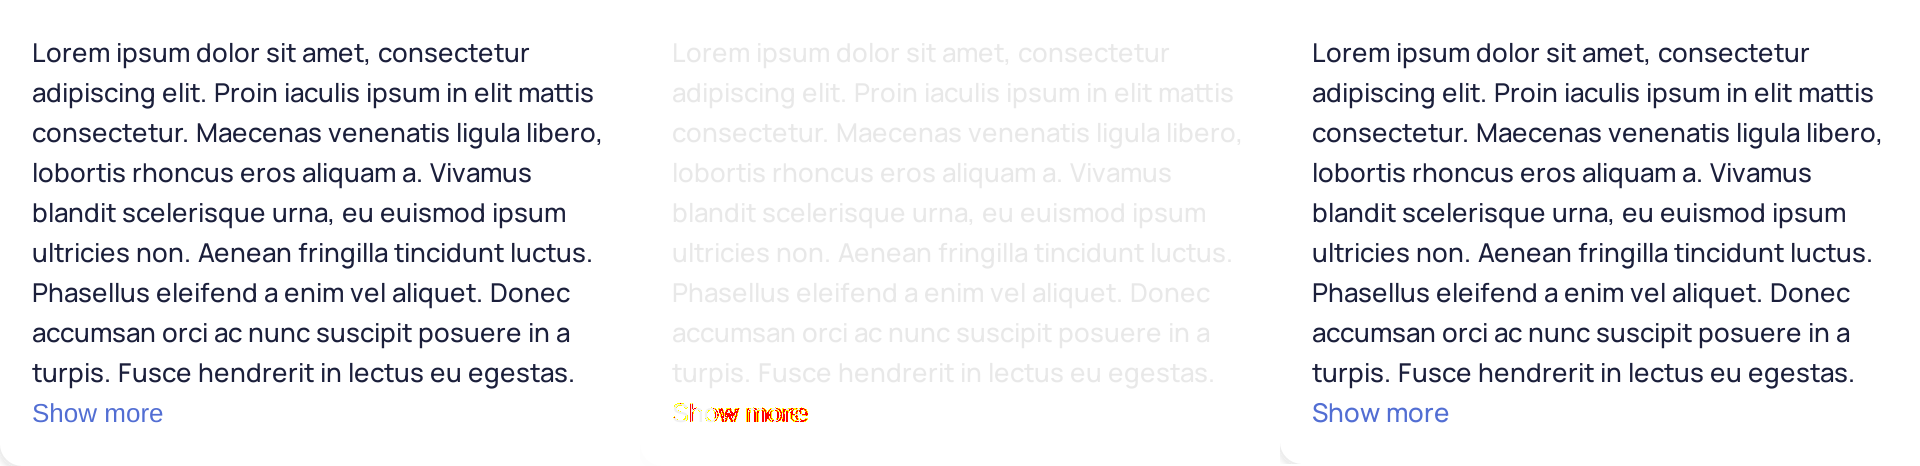 Lorem ipsum dolor sit amet, consectetur
adipiscing elit. Proin iaculis ipsum in elit mattis
consectetur. Maecenas venenatis ligula libero,
lobortis rhoncus eros aliquam a. Vivamus
blandit scelerisque urna, eu euismod ipsum
ultricies non. Aenean fringilla tincidunt luctus.
Phasellus eleifend a enim vel aliquet. Donec
accumsan orci ac nunc suscipit posuere in a
turpis. Fusce hendrerit in lectus eu egestas.
Show more
Lorem ipsum dolor sit amet, consectetur
adipiscing elit. Proin iaculis ipsum in elit mattis
consectetur. Maecenas venenatis ligula libero,
lobortis rhoncus eros aliquam a. Vivamus
blandit scelerisque urna, eu euismod ipsum
ultricies non. Aenean fringilla tincidunt luctus.
Phasellus eleifend a enim vel aliquet. Donec
accumsan orci ac nunc suscipit posuere in a
turpis. Fusce hendrerit in lectus eu egestas.
Show more
Lorem ipsum dolor sit amet, consectetur
adipiscing elit. Proin iaculis ipsum in elit mattis
consectetur. Maecenas venenatis ligula libero,
lobortis rhoncus eros aliquam a. Vivamus
blandit scelerisque urna, eu euismod ipsum
ultricies non. Aenean fringilla tincidunt luctus.
Phasellus eleifend a enim vel aliquet. Donec
accumsan orci ac nunc suscipit posuere in a
turpis. Fusce hendrerit in lectus eu egestas.
Show more